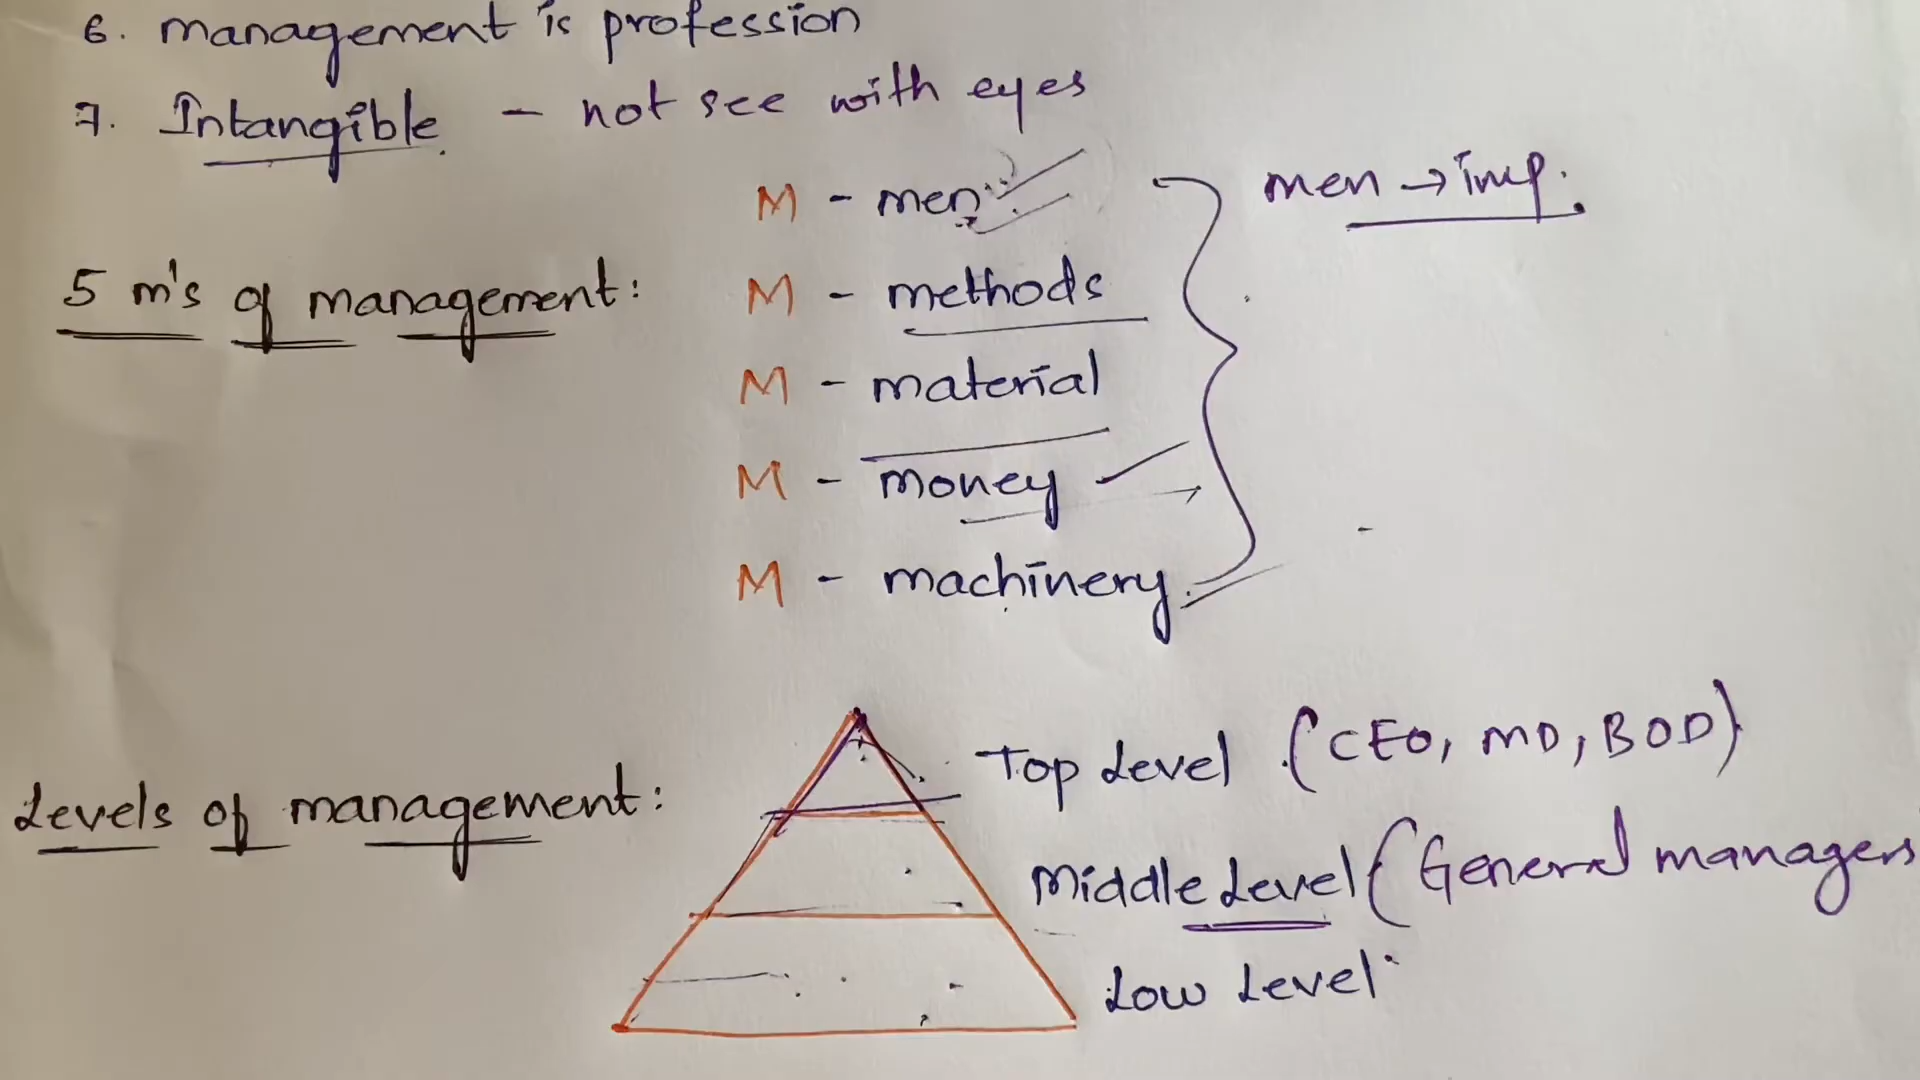 6. management is profession
7. Intangible - not see with eyes
M - men
men → imp.
5 m's of management:
M - methods
M - material
M - money
M - machinery.
Levels of management:
Top Level (CEO, MD, BOD)
Middle Level (General managers
Low Level